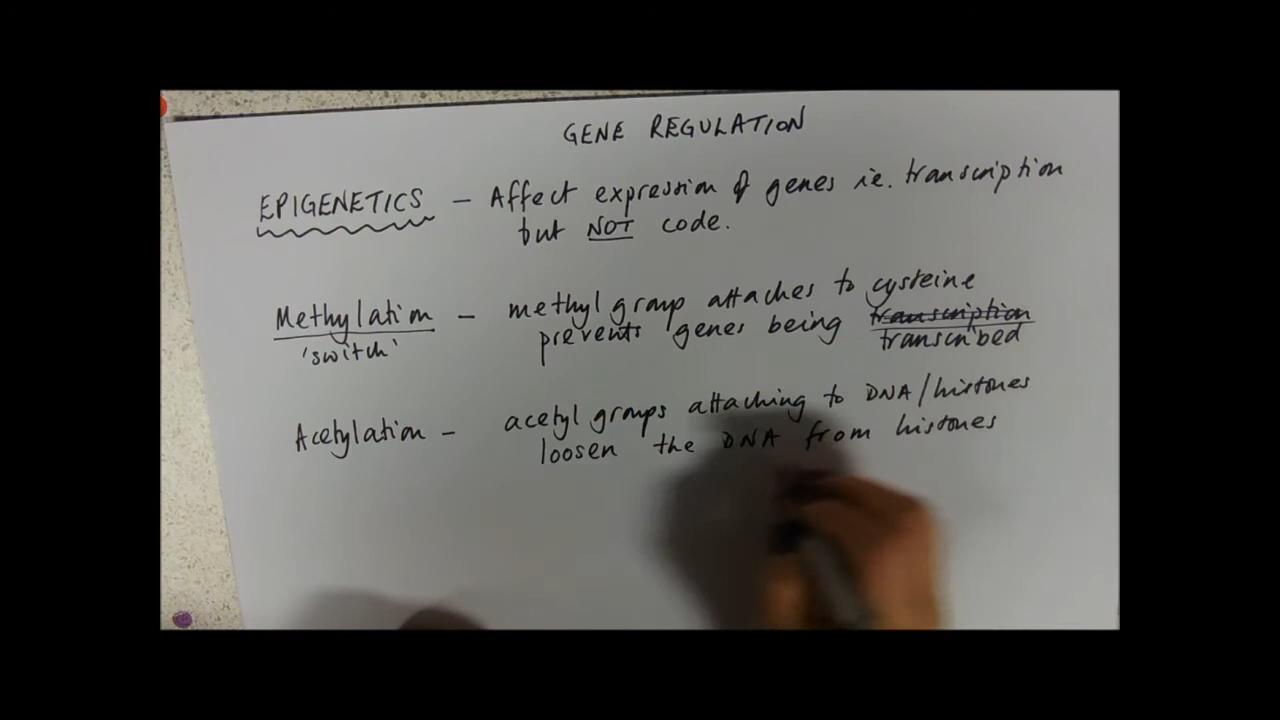 GENE REGULATION
EPIGENETICS — Affect expression of genes ie. transcription
but NOT code.
Methylation — methyl group attaches to cysteine
'switch' prevents genes being transcription
transcribed
Acetylation — acetyl groups attaching to DNA/histones
loosen the DNA from histones